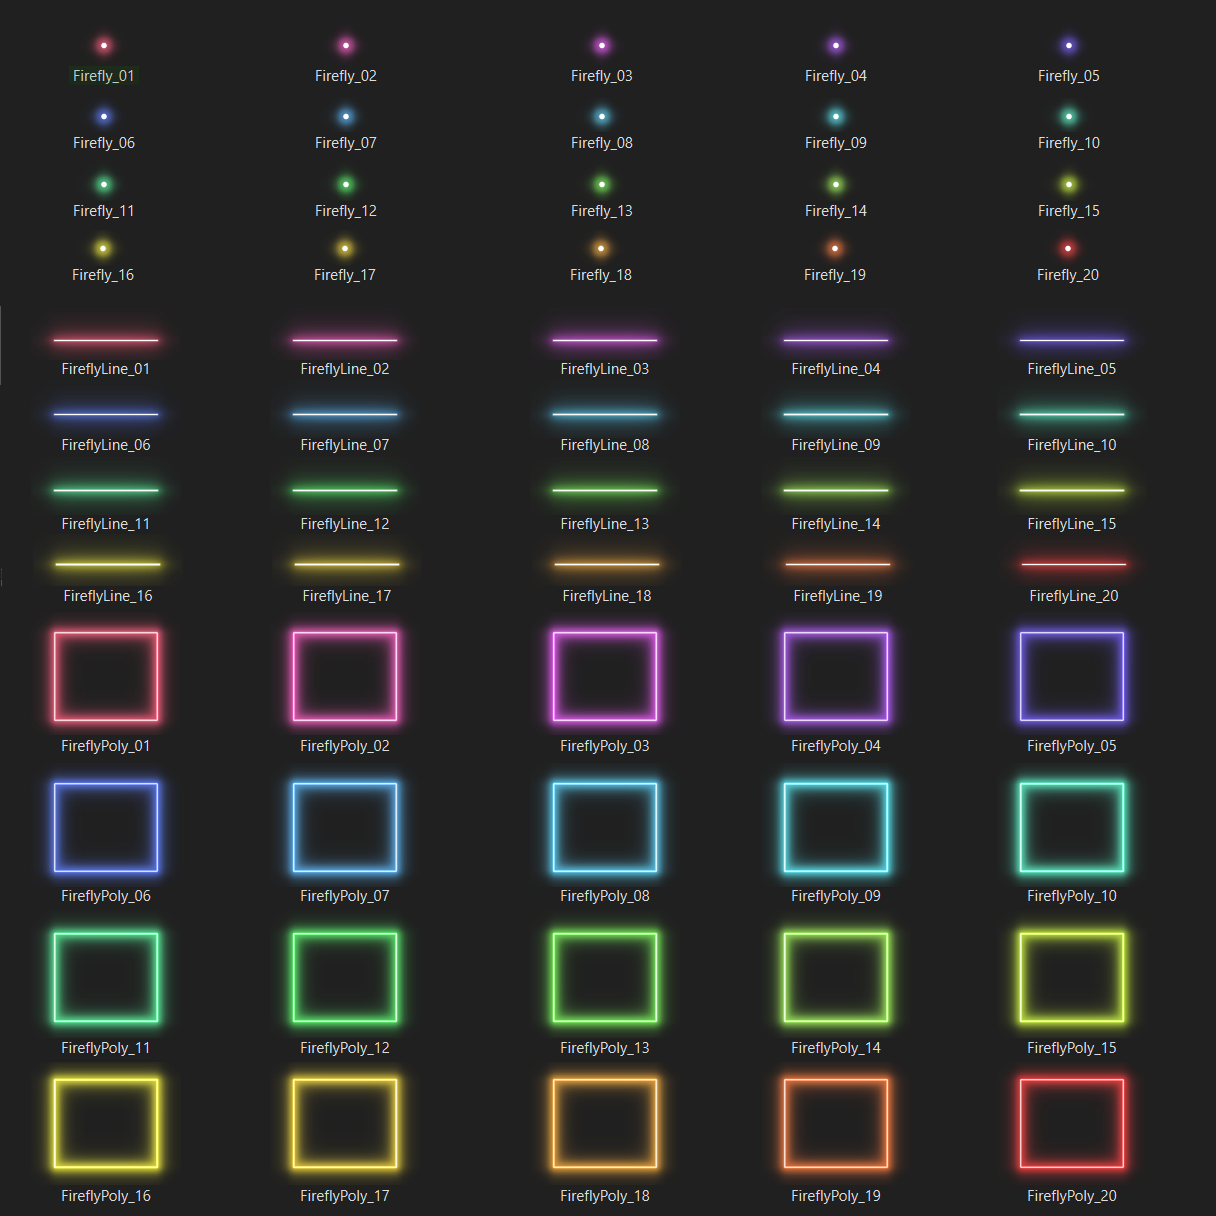 Firefly_01 Firefly_02 Firefly_03 Firefly_04 Firefly_05
Firefly_06 Firefly_07 Firefly_08 Firefly_09 Firefly_10
Firefly_11 Firefly_12 Firefly_13 Firefly_14 Firefly_15
Firefly_16 Firefly_17 Firefly_18 Firefly_19 Firefly_20
FireflyLine_01 FireflyLine_02 FireflyLine_03 FireflyLine_04 FireflyLine_05
FireflyLine_06 FireflyLine_07 FireflyLine_08 FireflyLine_09 FireflyLine_10
FireflyLine_11 FireflyLine_12 FireflyLine_13 FireflyLine_14 FireflyLine_15
FireflyLine_16 FireflyLine_17 FireflyLine_18 FireflyLine_19 FireflyLine_20
FireflyPoly_01 FireflyPoly_02 FireflyPoly_03 FireflyPoly_04 FireflyPoly_05
FireflyPoly_06 FireflyPoly_07 FireflyPoly_08 FireflyPoly_09 FireflyPoly_10
FireflyPoly_11 FireflyPoly_12 FireflyPoly_13 FireflyPoly_14 FireflyPoly_15
FireflyPoly_16 FireflyPoly_17 FireflyPoly_18 FireflyPoly_19 FireflyPoly_20